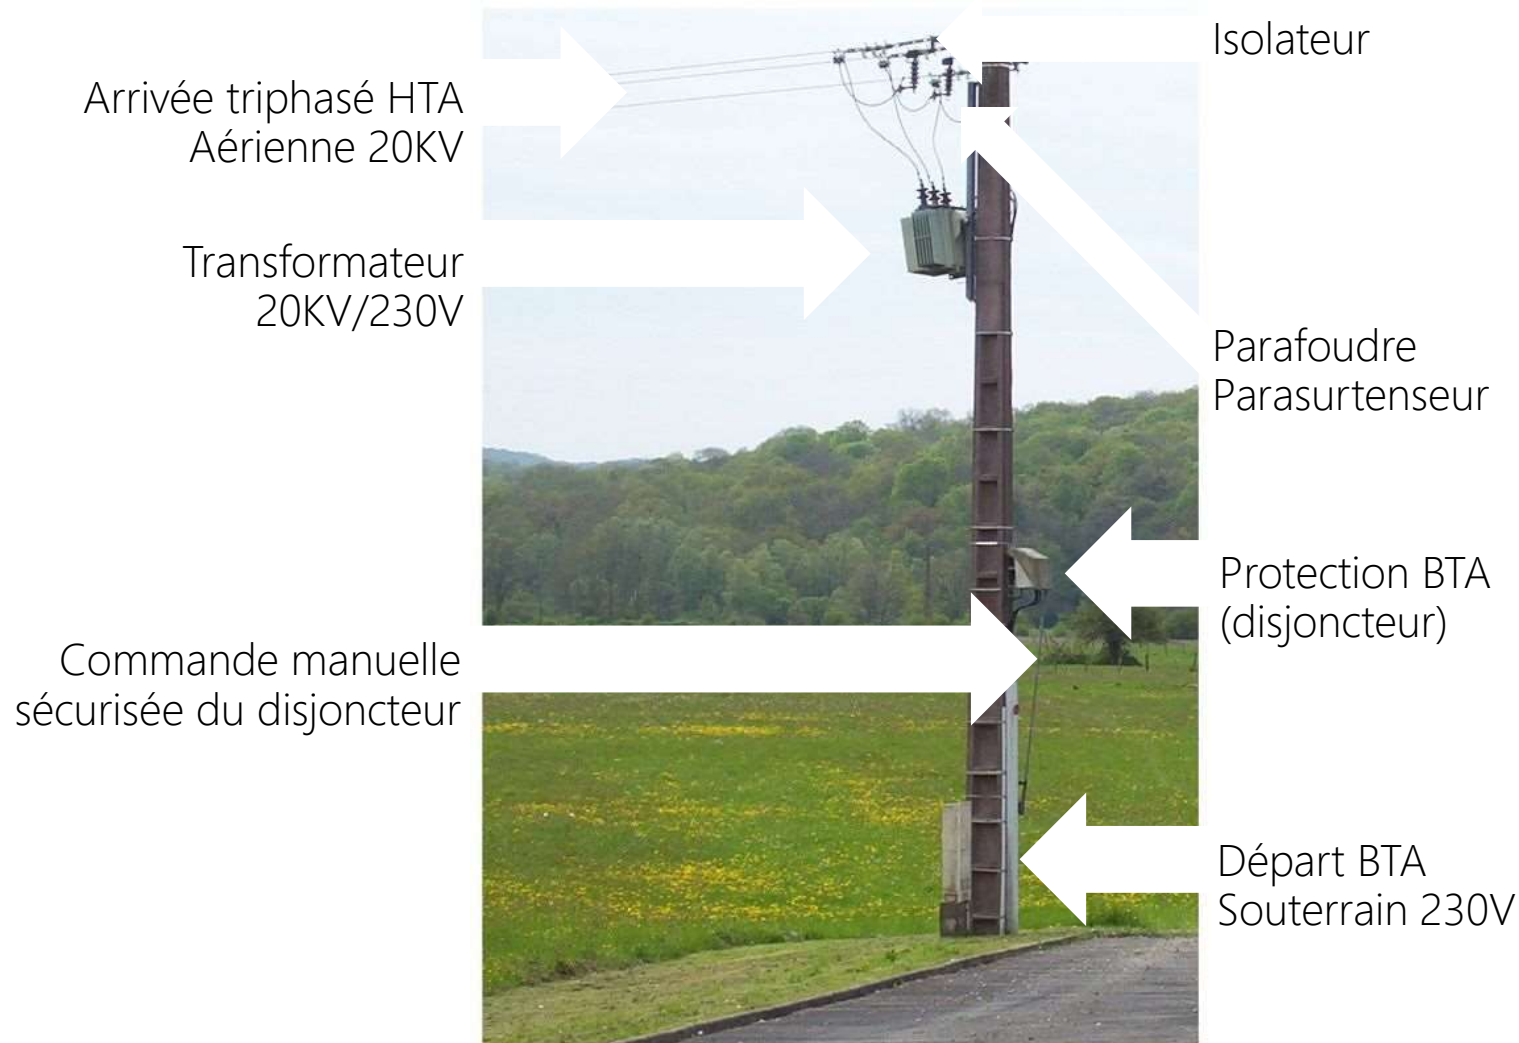 Isolateur
Arrivée triphasé HTA
Aérienne 20KV
Transformateur
20KV/230V
Parafoudre
Parasurtenseur
Protection BTA
(disjoncteur)
Commande manuelle
sécurisée du disjoncteur
Départ BTA
Souterrain 230V